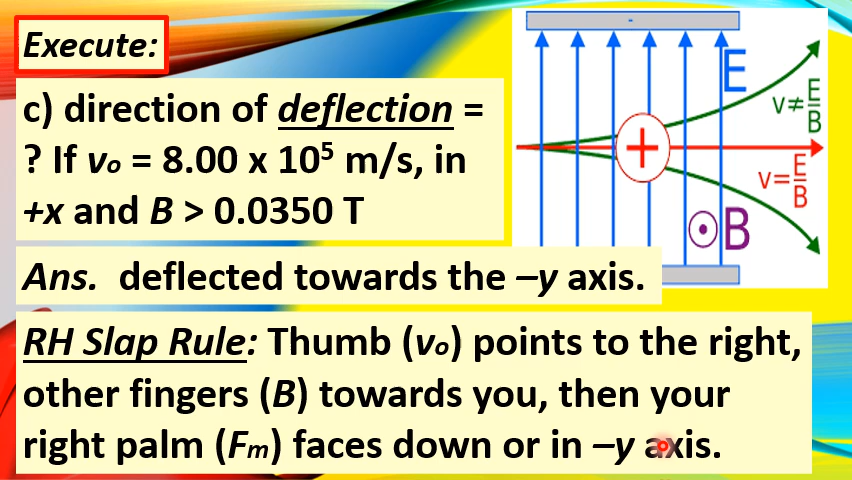 Execute:
c) direction of deflection =
? If vₒ = 8.00 x 10⁵ m/s, in
+x and B > 0.0350 T
-
E
v≠E/B
+
v=E/B
B
Ans. deflected towards the –y axis.
RH Slap Rule: Thumb (vₒ) points to the right,
other fingers (B) towards you, then your
right palm (Fₘ) faces down or in –y axis.